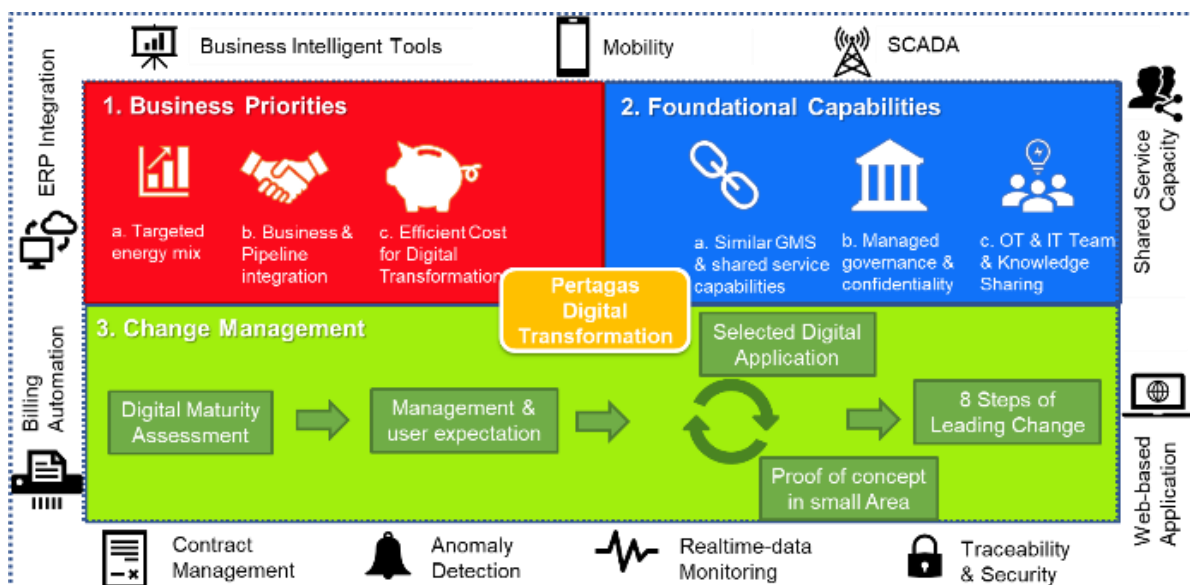 Business Intelligent Tools
Mobility
SCADA
ERP Integration
Billing
Automation
1. Business Priorities
a. Targeted
energy mix
b. Business &
Pipeline
integration
c. Efficient Cost
for Digital
Transformation
2. Foundational Capabilities
a. Similar GMS
& shared service
capabilities
b. Managed
governance &
confidentiality
c. OT & IT Team
& Knowledge
Sharing
Pertagas
Digital
Transformation
3. Change Management
Digital Maturity
Assessment
Management &
user expectation
Selected Digital
Application
Proof of concept
in small Area
8 Steps of
Leading Change
Shared Service
Capacity
Web-based
Application
Contract
Management
Anomaly
Detection
Realtime-data
Monitoring
Traceability
& Security